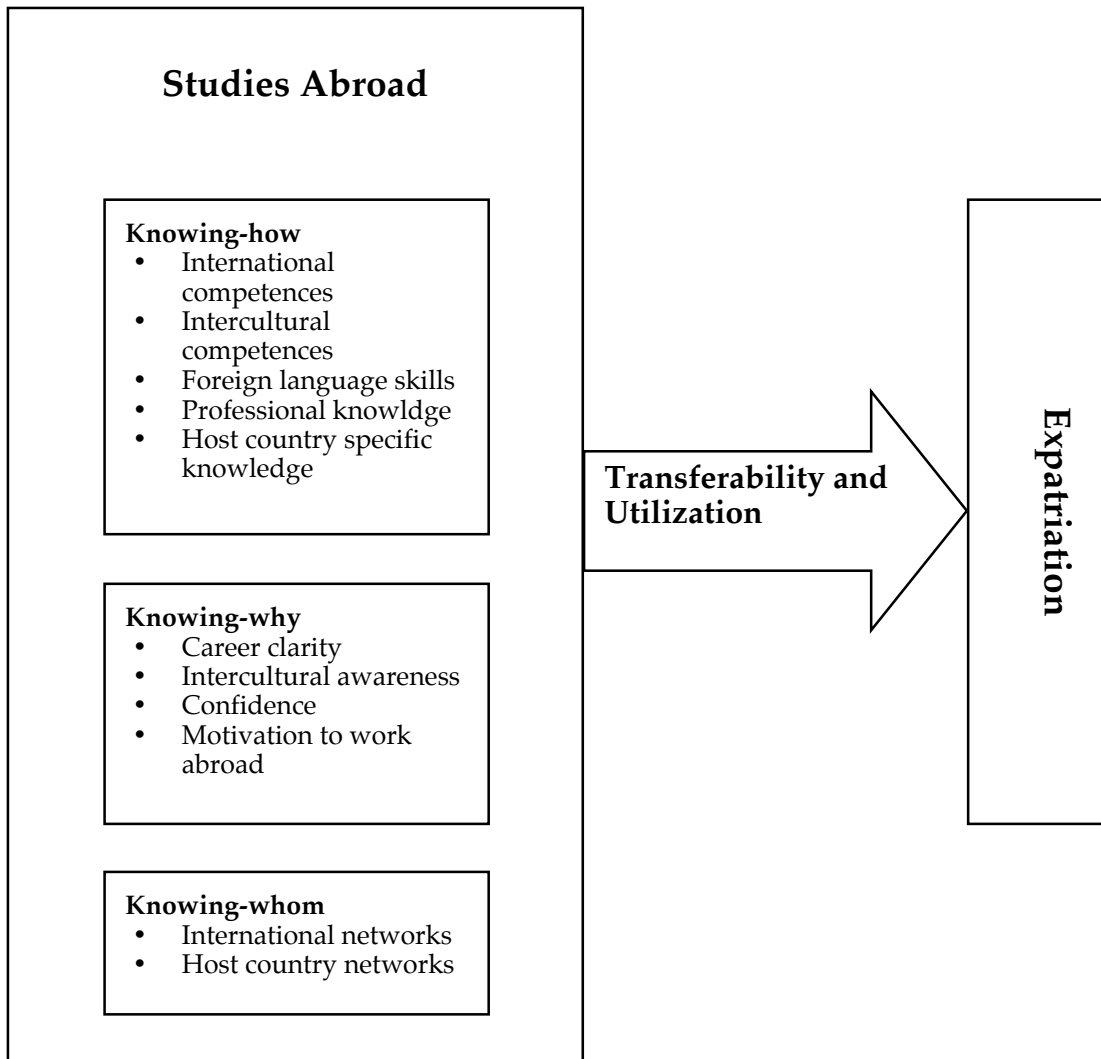 Studies Abroad
Knowing-how
• International
competences
• Intercultural
competences
• Foreign language skills
• Professional knowldge
• Host country specific
knowledge
Knowing-why
• Career clarity
• Intercultural awareness
• Confidence
• Motivation to work
abroad
Knowing-whom
• International networks
• Host country networks
Transferability and
Utilization
Expatriation